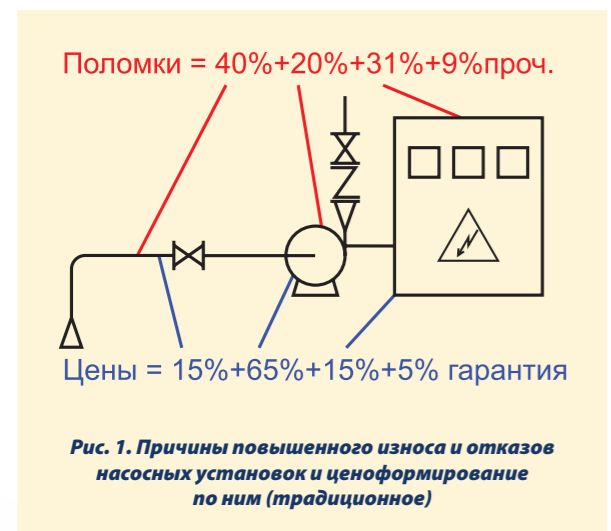 Поломки = 40%+20%+31%+9%проч.
Цены = 15%+65%+15%+5% гарантия
Рис. 1. Причины повышенного износа и отказов
насосных установок и ценоформирование
по ним (традиционное)